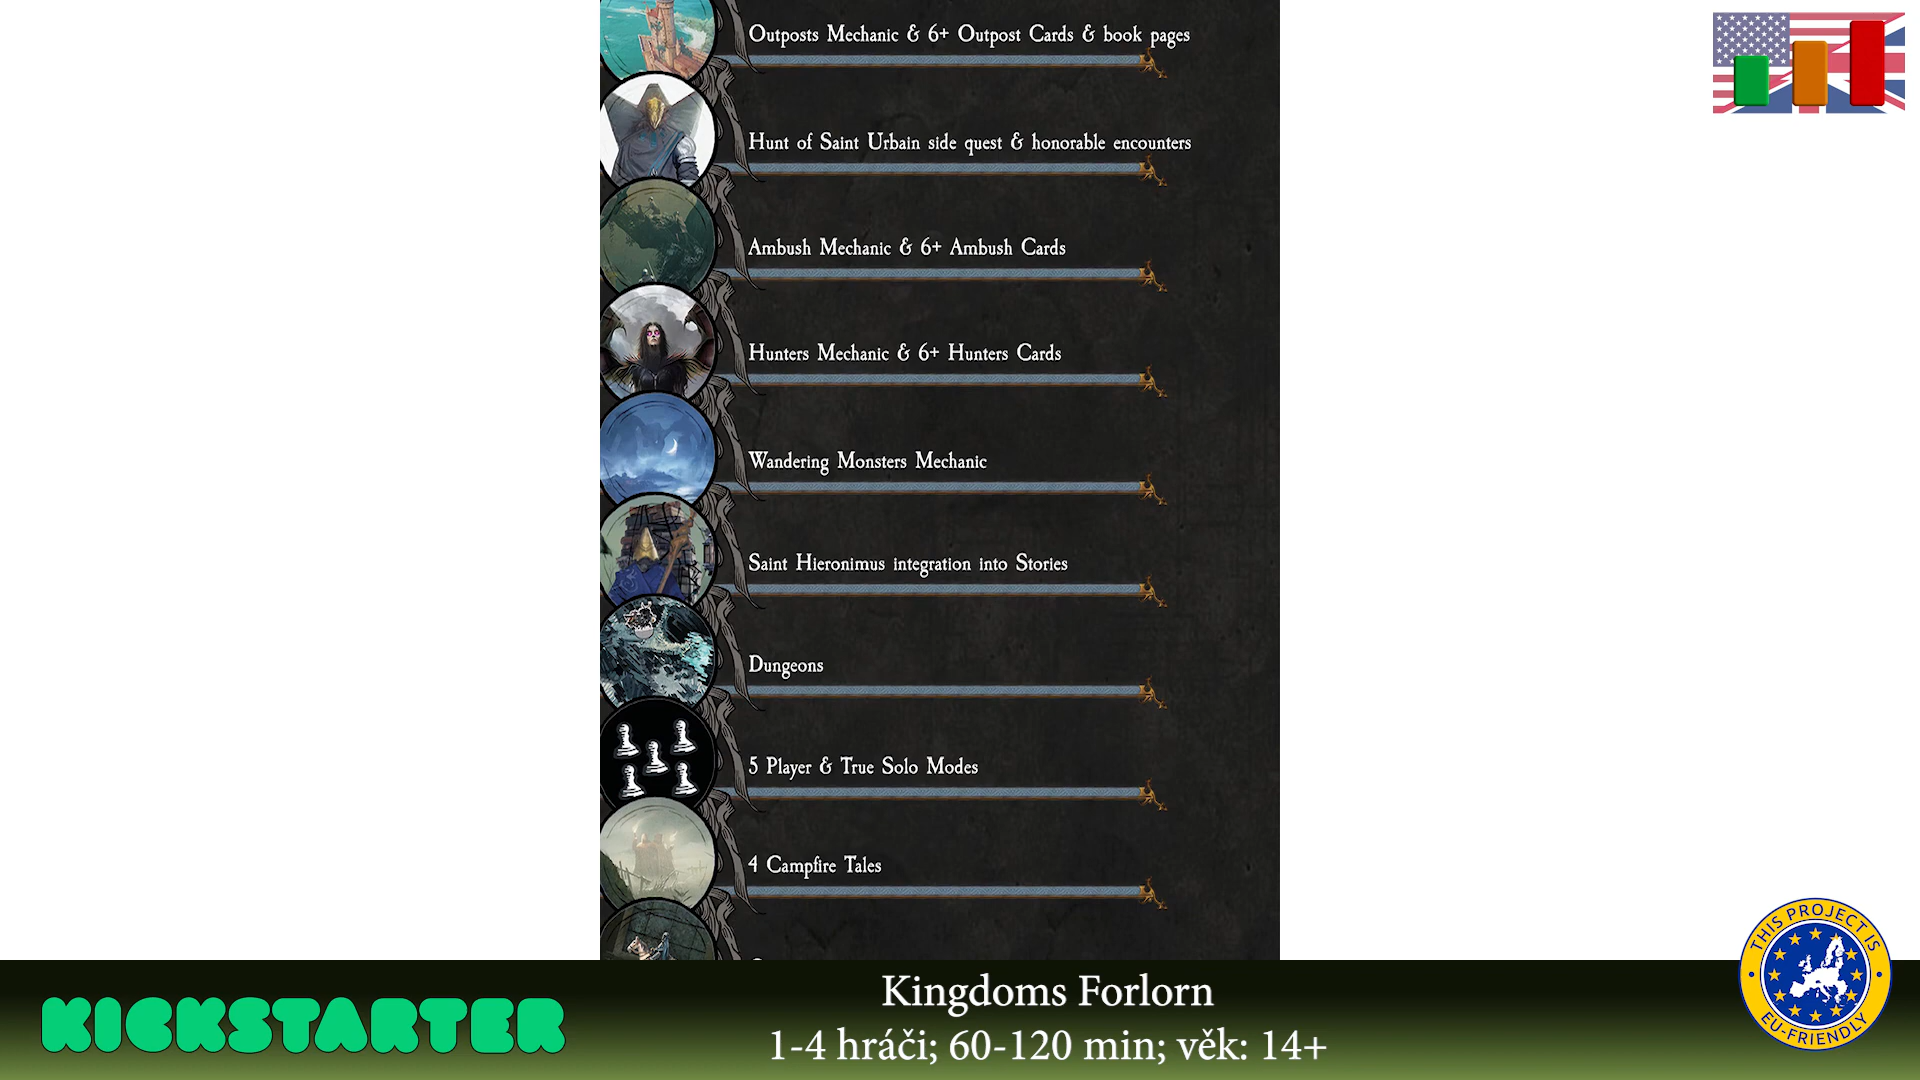 Outposts Mechanic & 6+ Outpost Cards & book pages
Hunt of Saint Urbain side quest & honorable encounters
Ambush Mechanic & 6+ Ambush Cards
Hunters Mechanic & 6+ Hunters Cards
Wandering Monsters Mechanic
Saint Hieronimus integration into Stories
Dungeons
5 Player & True Solo Modes
4 Campfire Tales
KICKSTARTER
Kingdoms Forlorn
1-4 hráči; 60-120 min; věk: 14+
THIS PROJECT IS
EU-FRIENDLY